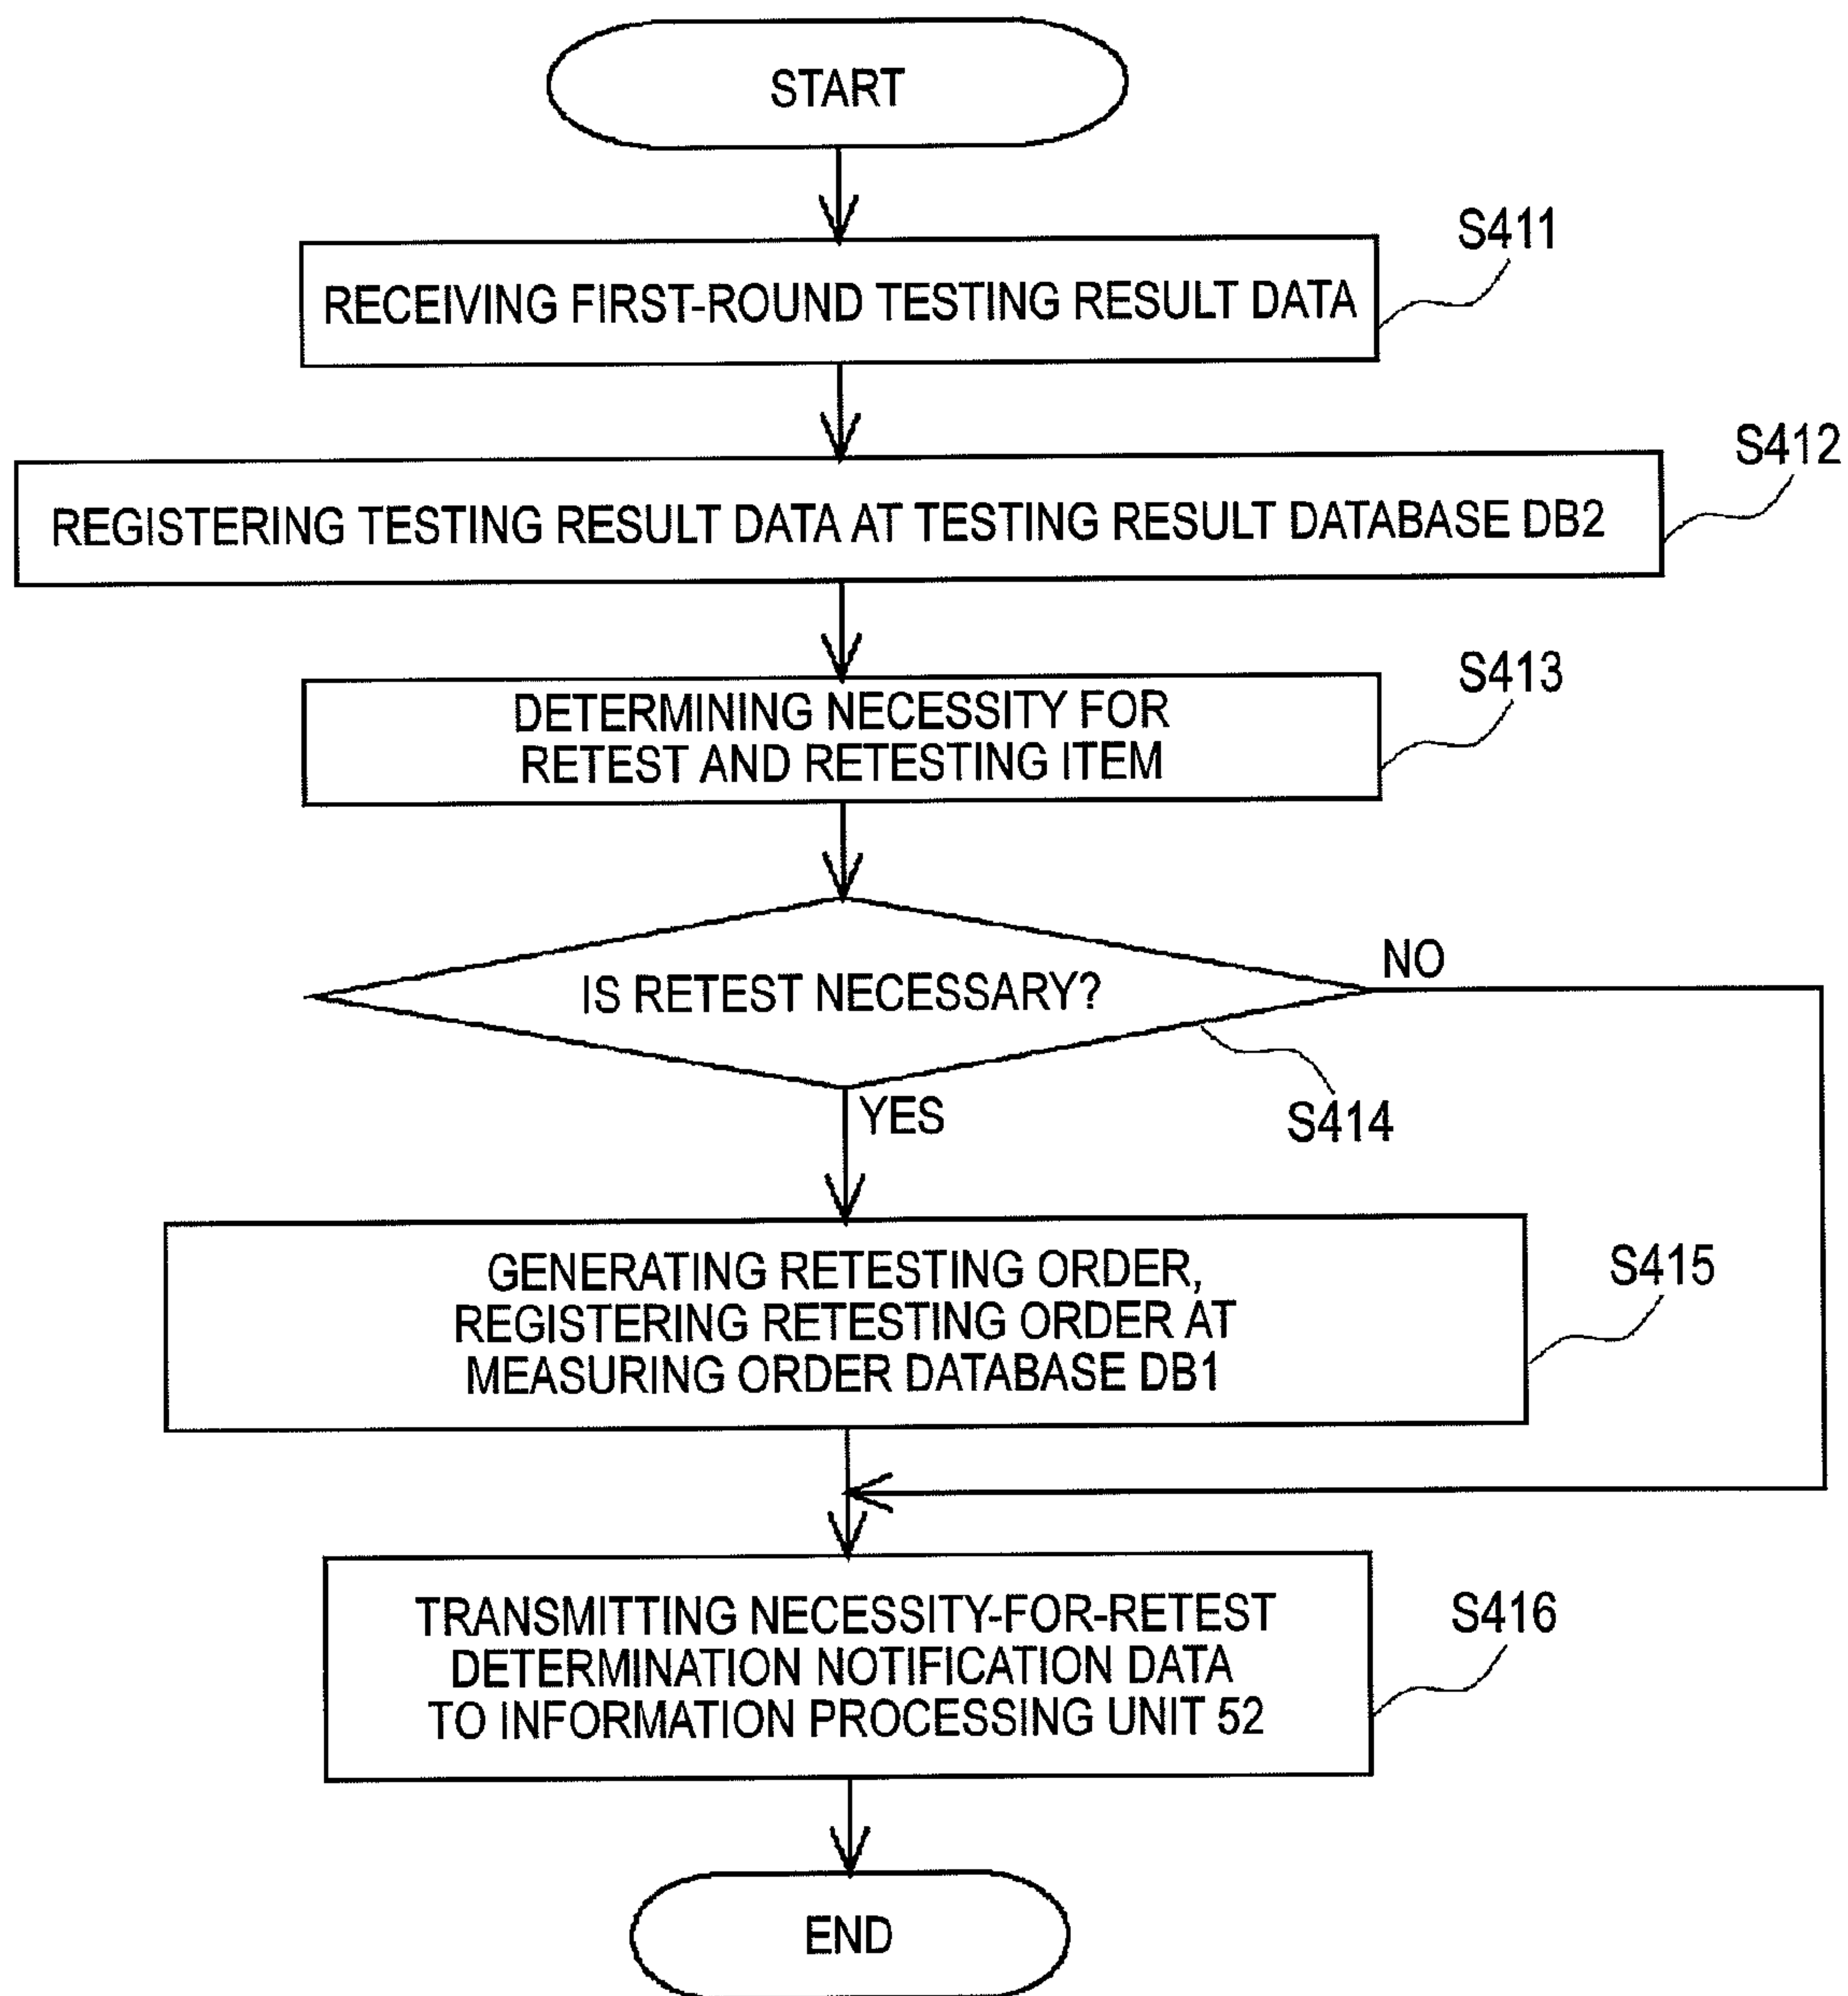 START
S411
RECEIVING FIRST-ROUND TESTING RESULT DATA
S412
REGISTERING TESTING RESULT DATA AT TESTING RESULT DATABASE DB2
S413
DETERMINING NECESSITY FOR
RETEST AND RETESTING ITEM
NO
IS RETEST NECESSARY?
YES
S414
GENERATING RETESTING ORDER,
REGISTERING RETESTING ORDER AT
MEASURING ORDER DATABASE DB1
S415
TRANSMITTING NECESSITY-FOR-RETEST
DETERMINATION NOTIFICATION DATA
TO INFORMATION PROCESSING UNIT 52
S416
END